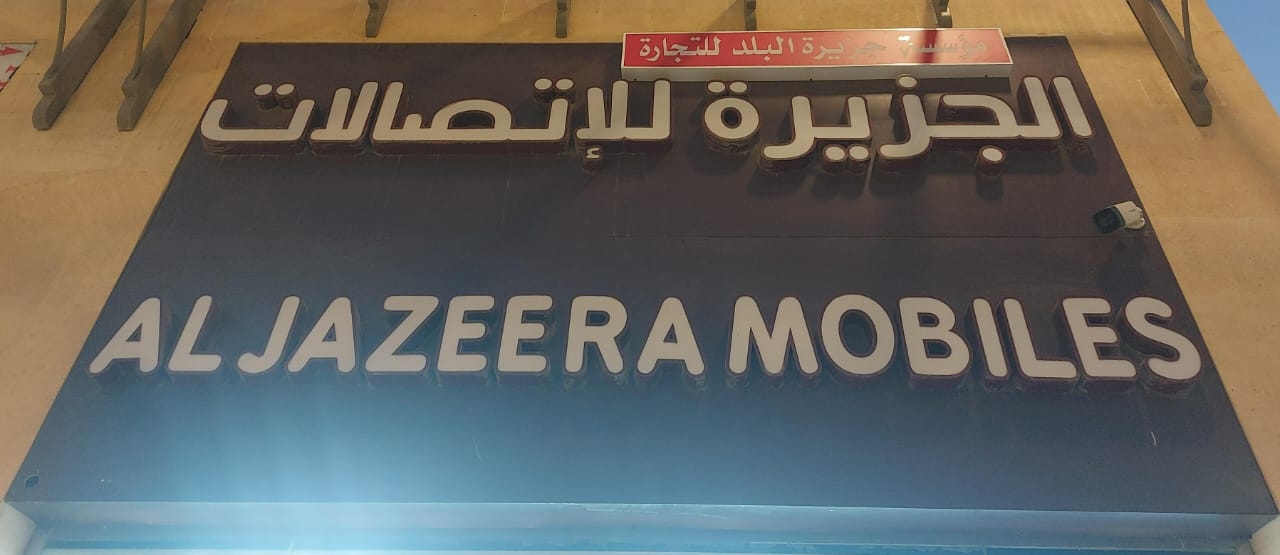 مؤسسة جزيرة البلد للتجارة
الجزيرة للإتصالات
AL JAZEERA MOBILES